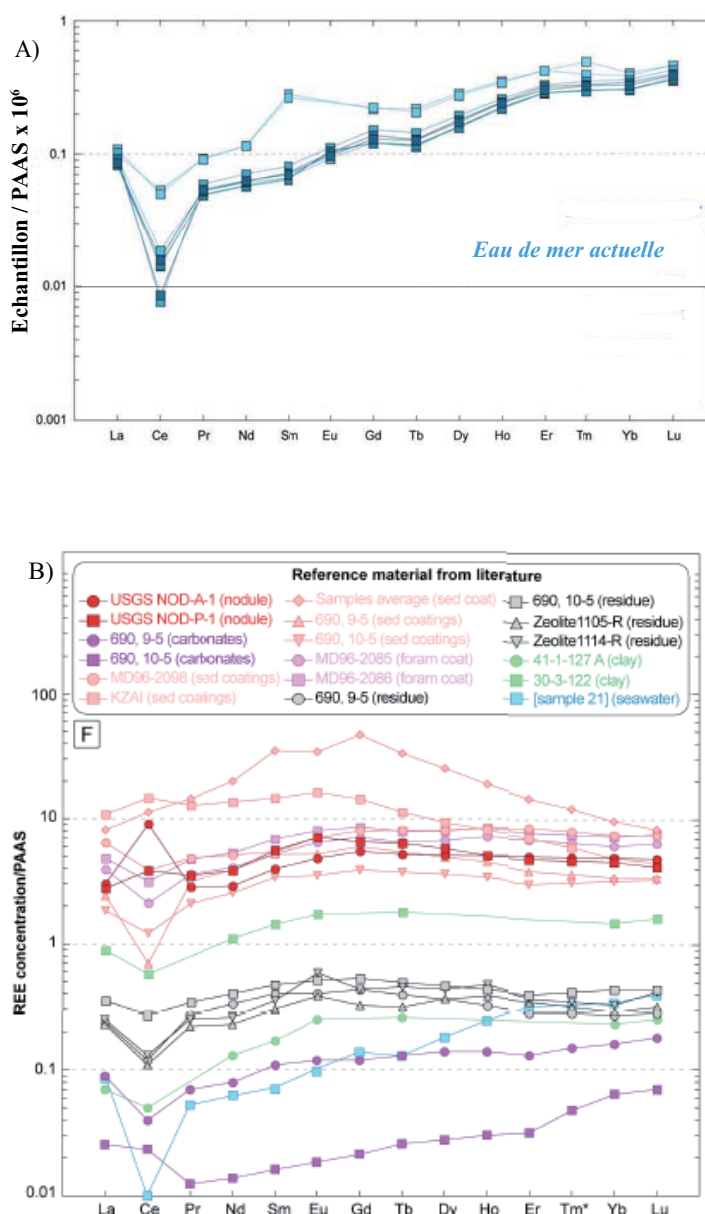 A)
Echantillon / PAAS x 10⁶
1
0.1
0.01
0.001
Eau de mer actuelle
La Ce Pr Nd Sm Eu Gd Tb Dy Ho Er Tm Yb Lu
B)
Reference material from literature
USGS NOD-A-1 (nodule)
USGS NOD-P-1 (nodule)
690, 9-5 (carbonates)
690, 10-5 (carbonates)
MD96-2098 (sed coatings)
KZAI (sed coatings)
Samples average (sed coat)
690, 9-5 (sed coatings)
690, 10-5 (sed coatings)
MD96-2085 (foram coat)
MD96-2086 (foram coat)
690, 9-5 (residue)
690, 10-5 (residue)
Zeolite1105-R (residue)
Zeolite1114-R (residue)
41-1-127 A (clay)
30-3-122 (clay)
[sample 21] (seawater)
F
REE concentration/PAAS
100
10
1
0.1
0.01
La Ce Pr Nd Sm Eu Gd Tb Dy Ho Er Tm* Yb Lu